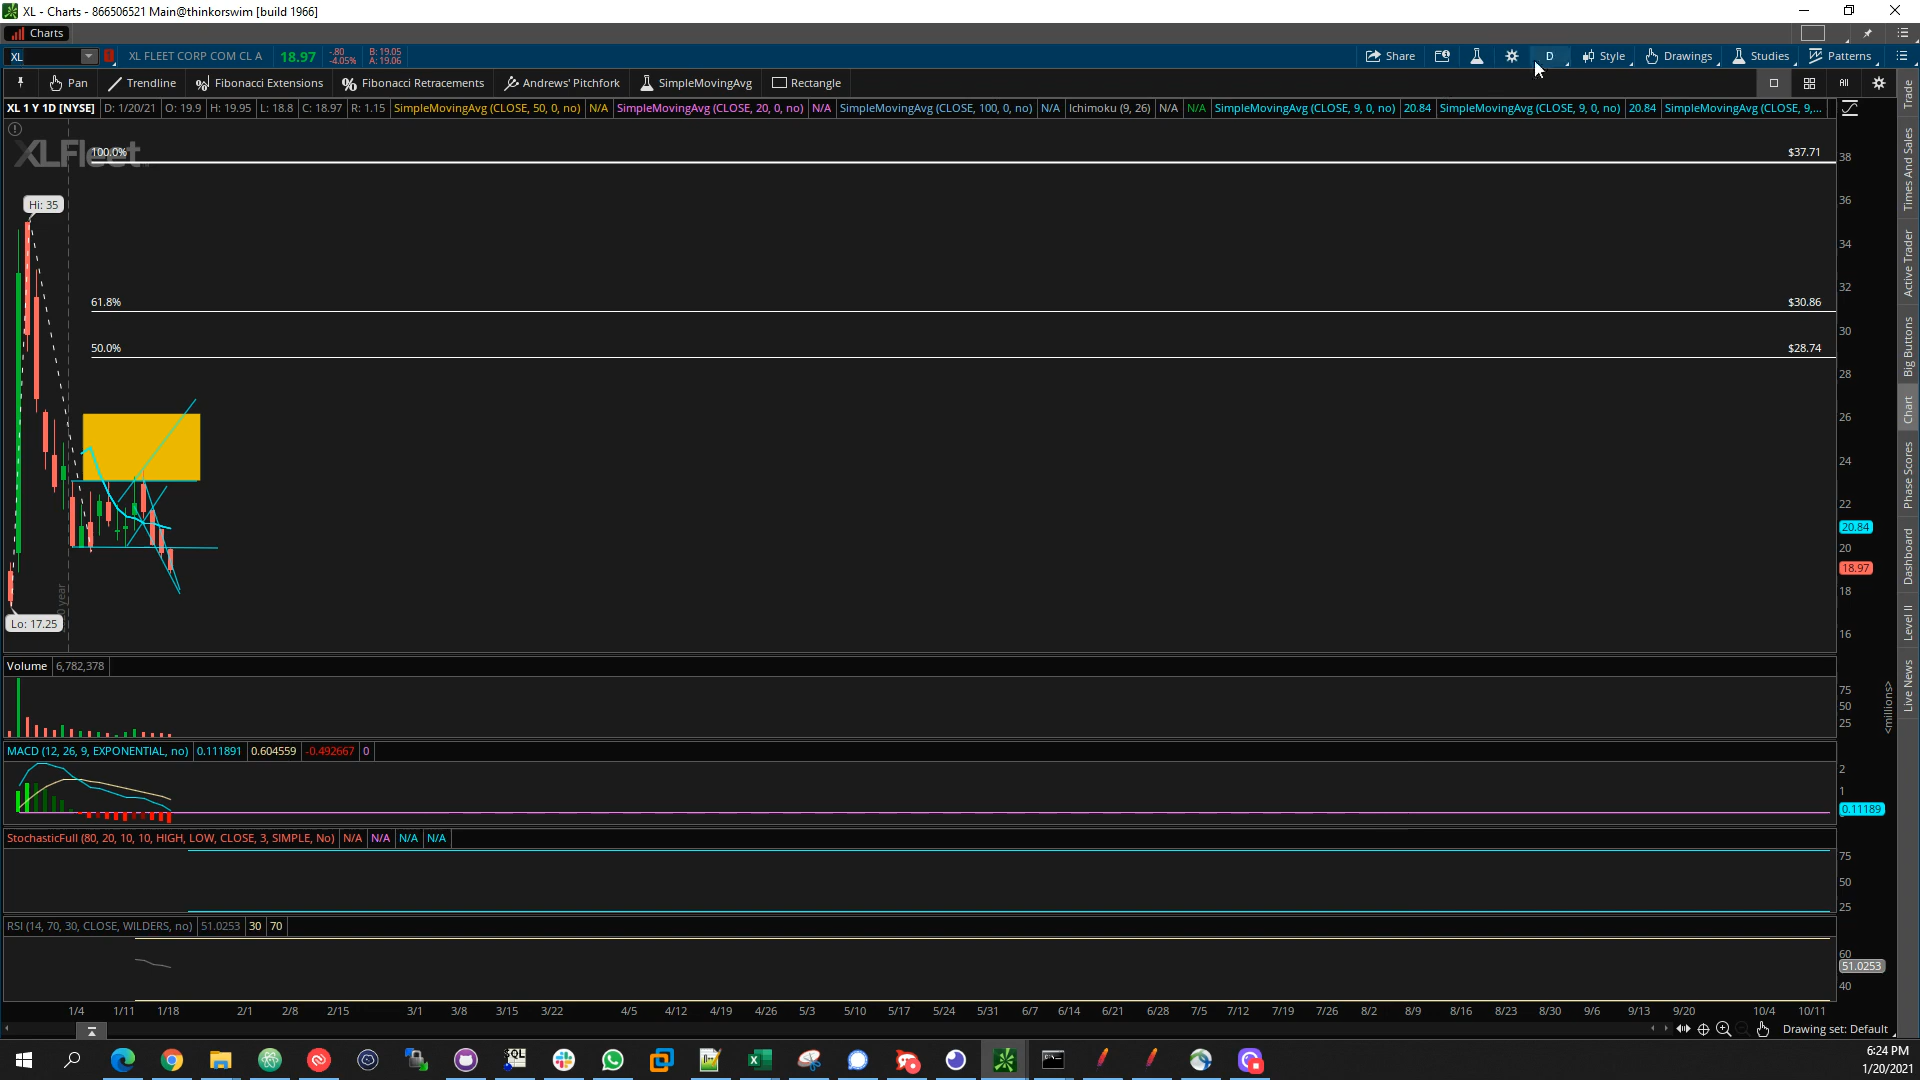 XL - Charts - 866506521 Main@thinkorswim [build 1966]
Charts
XL XL FLEET CORP COM CL A 18.97 -.80 -4.05% B: 19.05 A: 19.06 Share D Style Drawings Studies Patterns
Pan Trendline Fibonacci Extensions Fibonacci Retracements Andrews' Pitchfork SimpleMovingAvg Rectangle All
XL 1 Y 1D [NYSE] D: 1/20/21 O: 19.9 H: 19.95 L: 18.8 C: 18.97 R: 1.15 SimpleMovingAvg (CLOSE, 50, 0, no) N/A SimpleMovingAvg (CLOSE, 20, 0, no) N/A SimpleMovingAvg (CLOSE, 100, 0, no) N/A Ichimoku (9, 26) N/A N/A SimpleMovingAvg (CLOSE, 9, 0, no) 20.84 SimpleMovingAvg (CLOSE, 9, 0, no) 20.84 SimpleMovingAvg (CLOSE, 9,...
XLFleet
100.0% $37.71
38
36
Hi: 35
34
32
61.8% $30.86
30
50.0% $28.74
28
26
24
22
20.84
20
18.97
18
Lo: 17.25
16
Volume 6,782,378
75
50
25
<millions>
MACD (12, 26, 9, EXPONENTIAL, no) 0.111891 0.604559 -0.492667 0
2
1
0.11189
StochasticFull (80, 20, 10, 10, HIGH, LOW, CLOSE, 3, SIMPLE, No) N/A N/A N/A N/A
75
50
25
RSI (14, 70, 30, CLOSE, WILDERS, no) 51.0253 30 70
60
51.0253
40
1/4 1/11 1/18 2/1 2/8 2/15 3/1 3/8 3/15 3/22 4/5 4/12 4/19 4/26 5/3 5/10 5/17 5/24 5/31 6/7 6/14 6/21 6/28 7/5 7/12 7/19 7/26 8/2 8/9 8/16 8/23 8/30 9/6 9/13 9/20 10/4 10/11
Drawing set: Default
Trade
Times And Sales
Active Trader
Big Buttons
Chart
Phase Scores
Dashboard
Level II
Live News
SQL
6:24 PM
1/20/2021